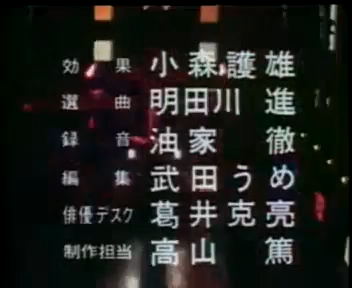 効果 小森護雄
選曲 明田川進
録音 油家徹
編集 武田うめ
俳優デスク 葛井克亮
制作担当 高山篤